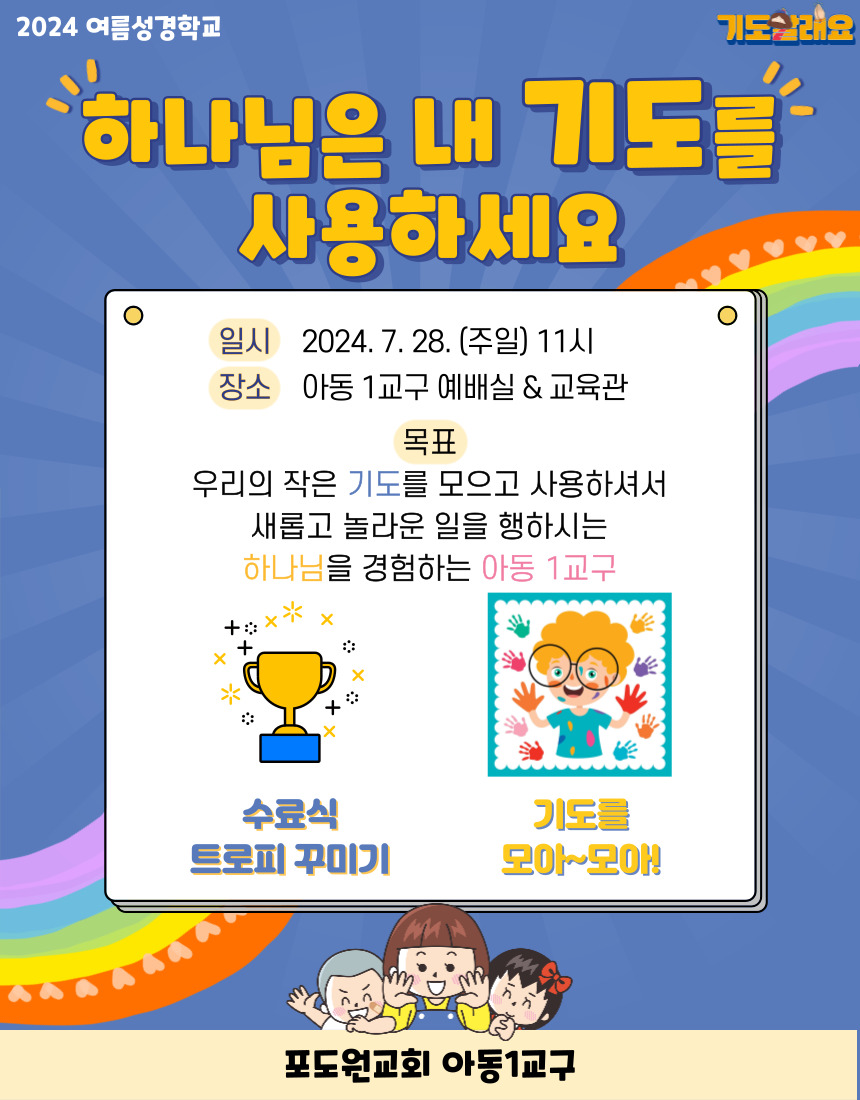 2024 여름성경학교
기도할래요
하나님은 내 기도를
사용하세요
일시 2024. 7. 28. (주일) 11시
장소 아동 1교구 예배실 & 교육관
목표
우리의 작은 기도를 모으고 사용하셔서
새롭고 놀라운 일을 행하시는
하나님을 경험하는 아동 1교구
수료식
트로피 꾸미기
기도를
모아~모아!
포도원교회 아동1교구